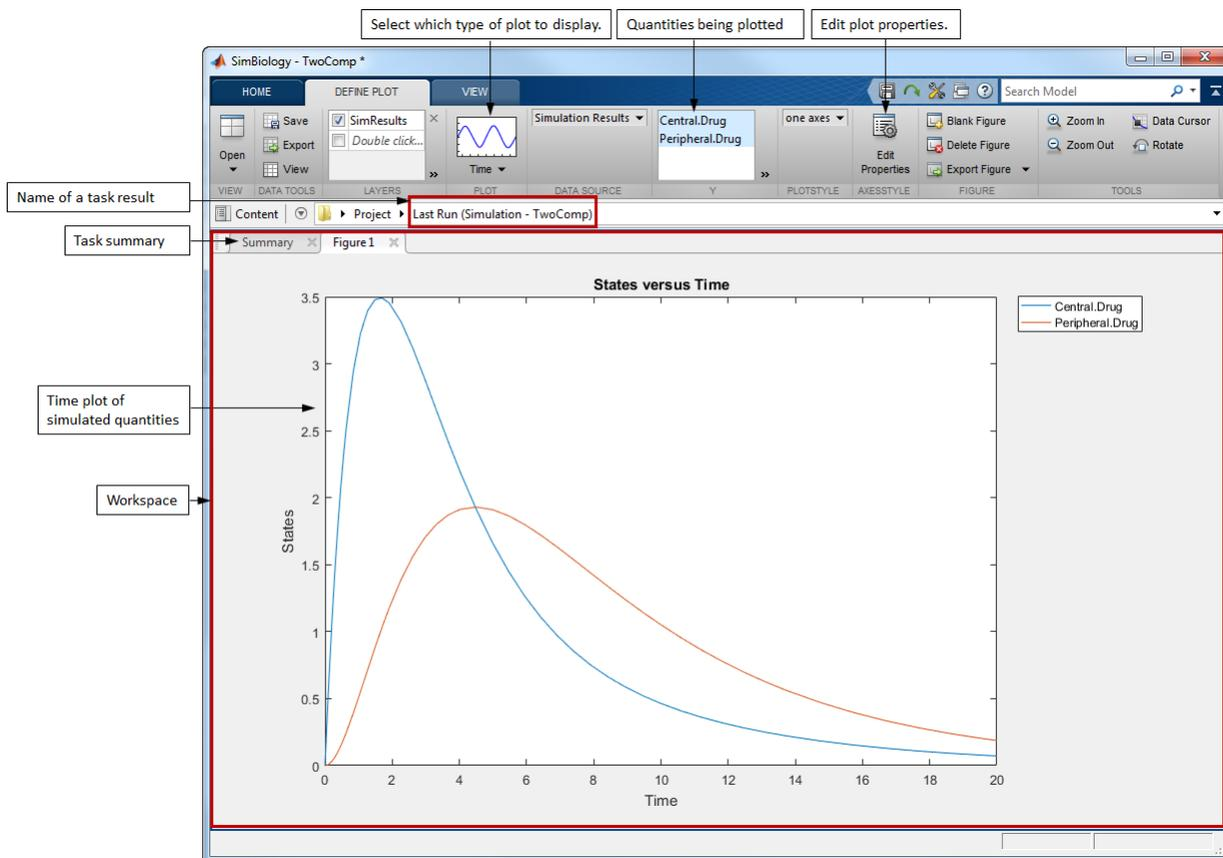 Select which type of plot to display.
Quantities being plotted
Edit plot properties.
SimBiology - TwoComp *
HOME
DEFINE PLOT
VIEW
Search Model
Open
Save
Export
View
SimResults
Double click...
Time
Simulation Results
Central.Drug
Peripheral.Drug
one axes
Edit
Properties
Blank Figure
Delete Figure
Export Figure
Zoom In
Zoom Out
Data Cursor
Rotate
VIEW
DATA TOOLS
LAYERS
PLOT
DATA SOURCE
Y
PLOTSTYLE
AXESSTYLE
FIGURE
TOOLS
Name of a task result
Content
Project
Last Run (Simulation - TwoComp)
Task summary
Summary
Figure 1
States versus Time
Central.Drug
Peripheral.Drug
3.5
3
2.5
2
1.5
1
0.5
0
States
Time plot of
simulated quantities
Workspace
0 2 4 6 8 10 12 14 16 18 20
Time